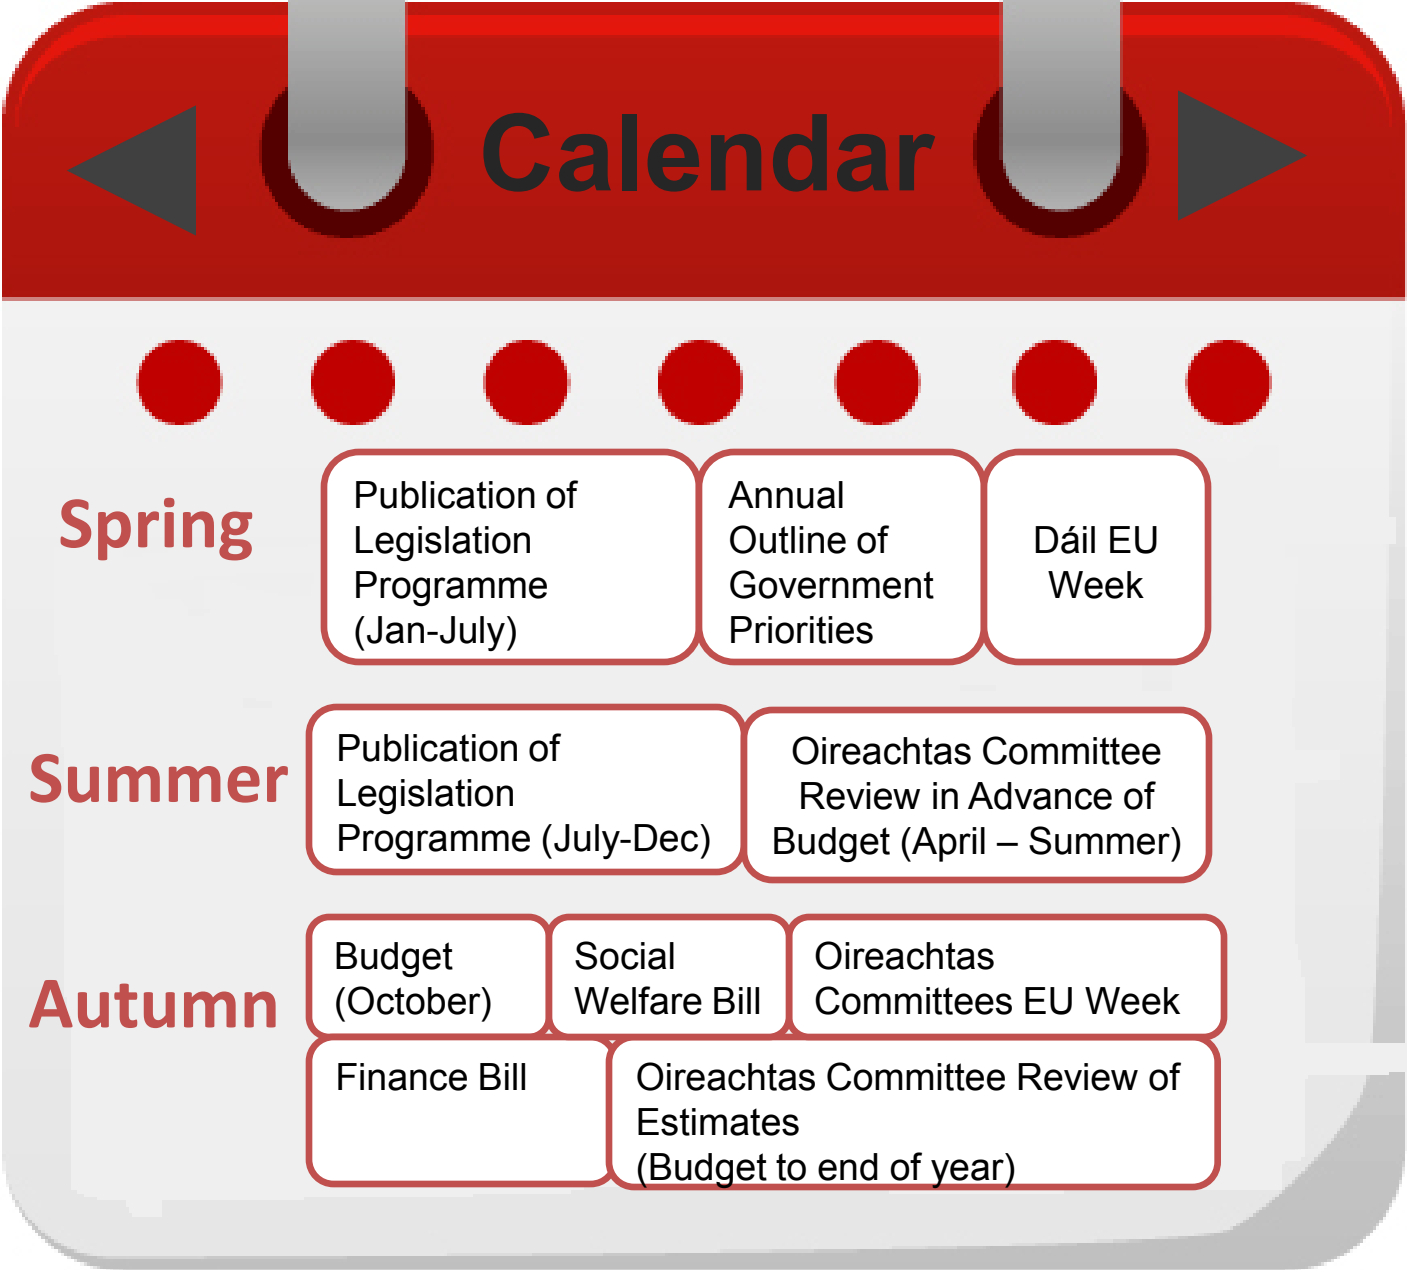 Calendar
Spring
Publication of
Legislation
Programme
(Jan-July)
Annual
Outline of
Government
Priorities
Dáil EU
Week
Summer
Publication of
Legislation
Programme (July-Dec)
Oireachtas Committee
Review in Advance of
Budget (April – Summer)
Autumn
Budget
(October)
Social
Welfare Bill
Oireachtas
Committees EU Week
Finance Bill
Oireachtas Committee Review of
Estimates
(Budget to end of year)